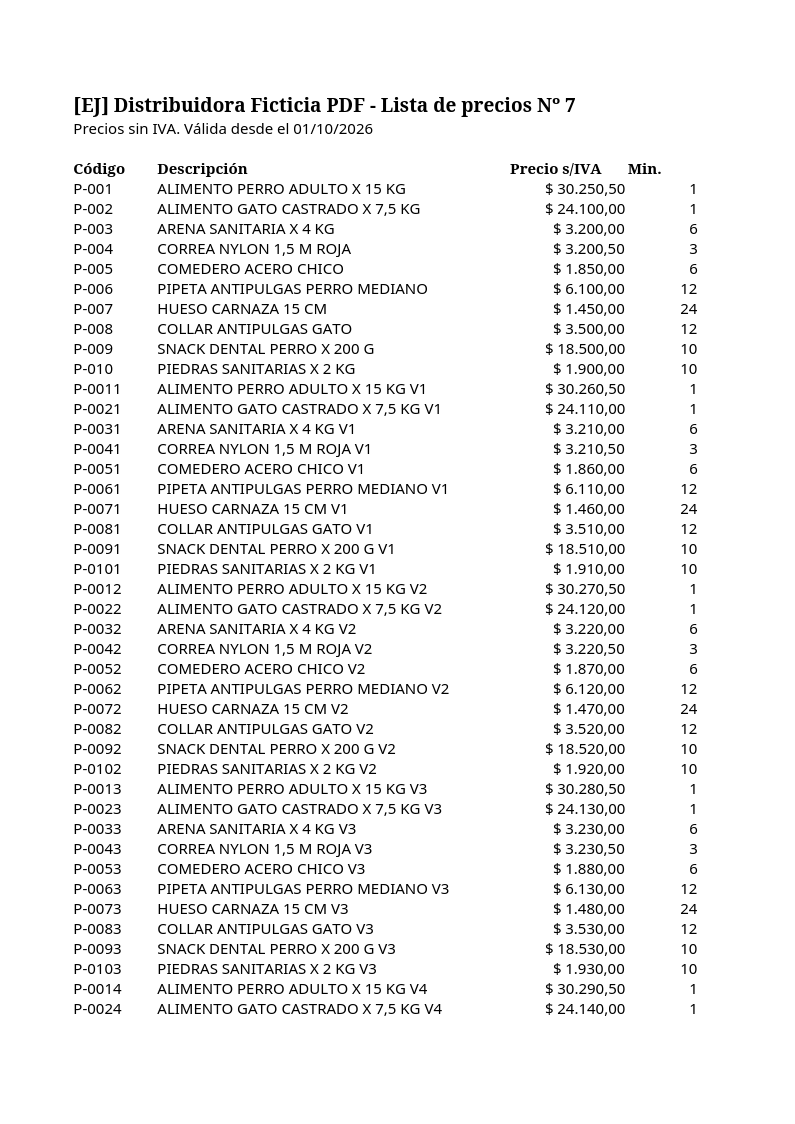 [EJ] Distribuidora Ficticia PDF - Lista de precios Nº 7
Precios sin IVA. Válida desde el 01/10/2026
Código Descripción Precio s/IVA Min.
P-001 ALIMENTO PERRO ADULTO X 15 KG $ 30.250,50 1
P-002 ALIMENTO GATO CASTRADO X 7,5 KG $ 24.100,00 1
P-003 ARENA SANITARIA X 4 KG $ 3.200,00 6
P-004 CORREA NYLON 1,5 M ROJA $ 3.200,50 3
P-005 COMEDERO ACERO CHICO $ 1.850,00 6
P-006 PIPETA ANTIPULGAS PERRO MEDIANO $ 6.100,00 12
P-007 HUESO CARNAZA 15 CM $ 1.450,00 24
P-008 COLLAR ANTIPULGAS GATO $ 3.500,00 12
P-009 SNACK DENTAL PERRO X 200 G $ 18.500,00 10
P-010 PIEDRAS SANITARIAS X 2 KG $ 1.900,00 10
P-0011 ALIMENTO PERRO ADULTO X 15 KG V1 $ 30.260,50 1
P-0021 ALIMENTO GATO CASTRADO X 7,5 KG V1 $ 24.110,00 1
P-0031 ARENA SANITARIA X 4 KG V1 $ 3.210,00 6
P-0041 CORREA NYLON 1,5 M ROJA V1 $ 3.210,50 3
P-0051 COMEDERO ACERO CHICO V1 $ 1.860,00 6
P-0061 PIPETA ANTIPULGAS PERRO MEDIANO V1 $ 6.110,00 12
P-0071 HUESO CARNAZA 15 CM V1 $ 1.460,00 24
P-0081 COLLAR ANTIPULGAS GATO V1 $ 3.510,00 12
P-0091 SNACK DENTAL PERRO X 200 G V1 $ 18.510,00 10
P-0101 PIEDRAS SANITARIAS X 2 KG V1 $ 1.910,00 10
P-0012 ALIMENTO PERRO ADULTO X 15 KG V2 $ 30.270,50 1
P-0022 ALIMENTO GATO CASTRADO X 7,5 KG V2 $ 24.120,00 1
P-0032 ARENA SANITARIA X 4 KG V2 $ 3.220,00 6
P-0042 CORREA NYLON 1,5 M ROJA V2 $ 3.220,50 3
P-0052 COMEDERO ACERO CHICO V2 $ 1.870,00 6
P-0062 PIPETA ANTIPULGAS PERRO MEDIANO V2 $ 6.120,00 12
P-0072 HUESO CARNAZA 15 CM V2 $ 1.470,00 24
P-0082 COLLAR ANTIPULGAS GATO V2 $ 3.520,00 12
P-0092 SNACK DENTAL PERRO X 200 G V2 $ 18.520,00 10
P-0102 PIEDRAS SANITARIAS X 2 KG V2 $ 1.920,00 10
P-0013 ALIMENTO PERRO ADULTO X 15 KG V3 $ 30.280,50 1
P-0023 ALIMENTO GATO CASTRADO X 7,5 KG V3 $ 24.130,00 1
P-0033 ARENA SANITARIA X 4 KG V3 $ 3.230,00 6
P-0043 CORREA NYLON 1,5 M ROJA V3 $ 3.230,50 3
P-0053 COMEDERO ACERO CHICO V3 $ 1.880,00 6
P-0063 PIPETA ANTIPULGAS PERRO MEDIANO V3 $ 6.130,00 12
P-0073 HUESO CARNAZA 15 CM V3 $ 1.480,00 24
P-0083 COLLAR ANTIPULGAS GATO V3 $ 3.530,00 12
P-0093 SNACK DENTAL PERRO X 200 G V3 $ 18.530,00 10
P-0103 PIEDRAS SANITARIAS X 2 KG V3 $ 1.930,00 10
P-0014 ALIMENTO PERRO ADULTO X 15 KG V4 $ 30.290,50 1
P-0024 ALIMENTO GATO CASTRADO X 7,5 KG V4 $ 24.140,00 1